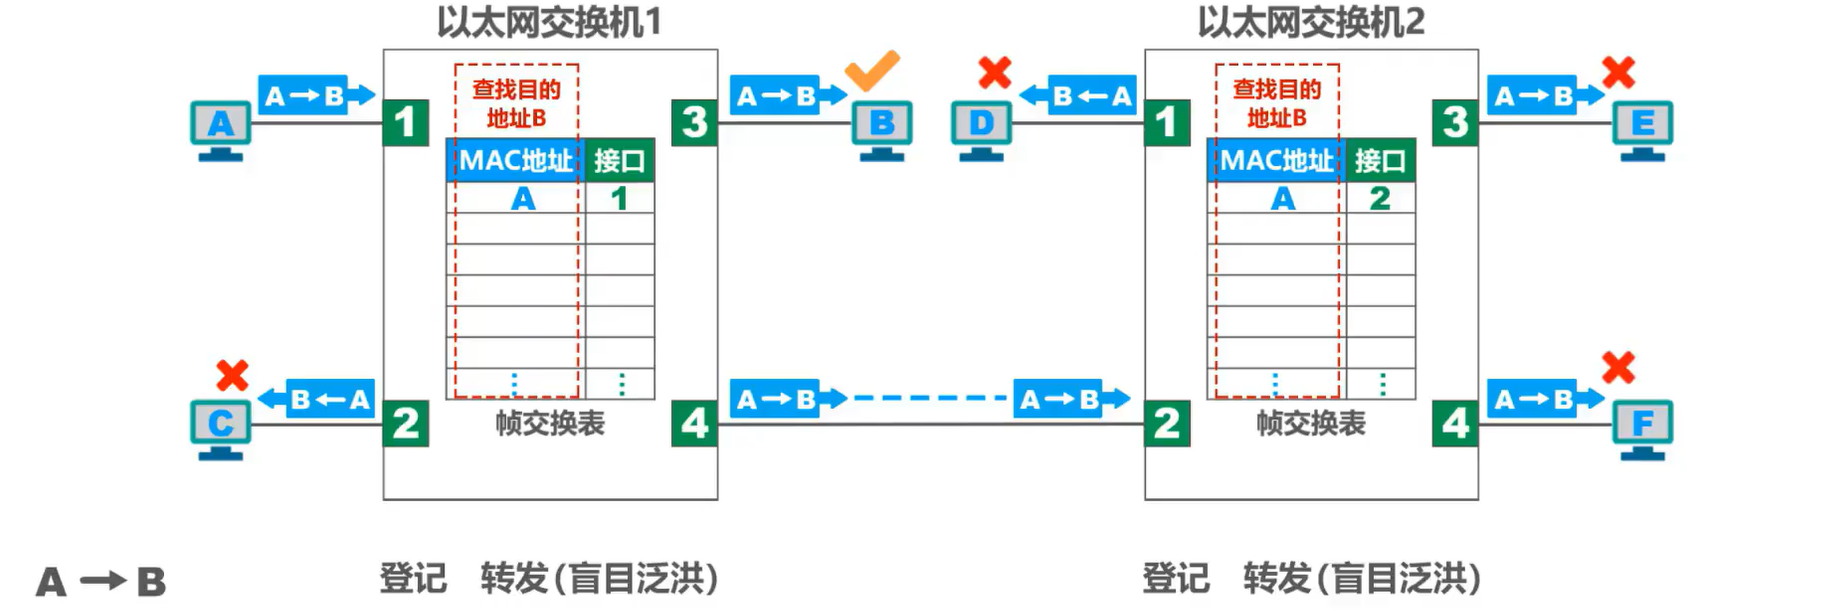 以太网交换机1
以太网交换机2
A→B
查找目的
地址B
A→B
B←A
查找目的
地址B
A→B
A
1
3
B
D
1
3
E
MAC地址 接口
A 1
MAC地址 接口
A 2
B←A
A→B
A→B
A→B
C
2
帧交换表
4
2
帧交换表
4
F
A→B
登记 转发(盲目泛洪)
登记 转发(盲目泛洪)